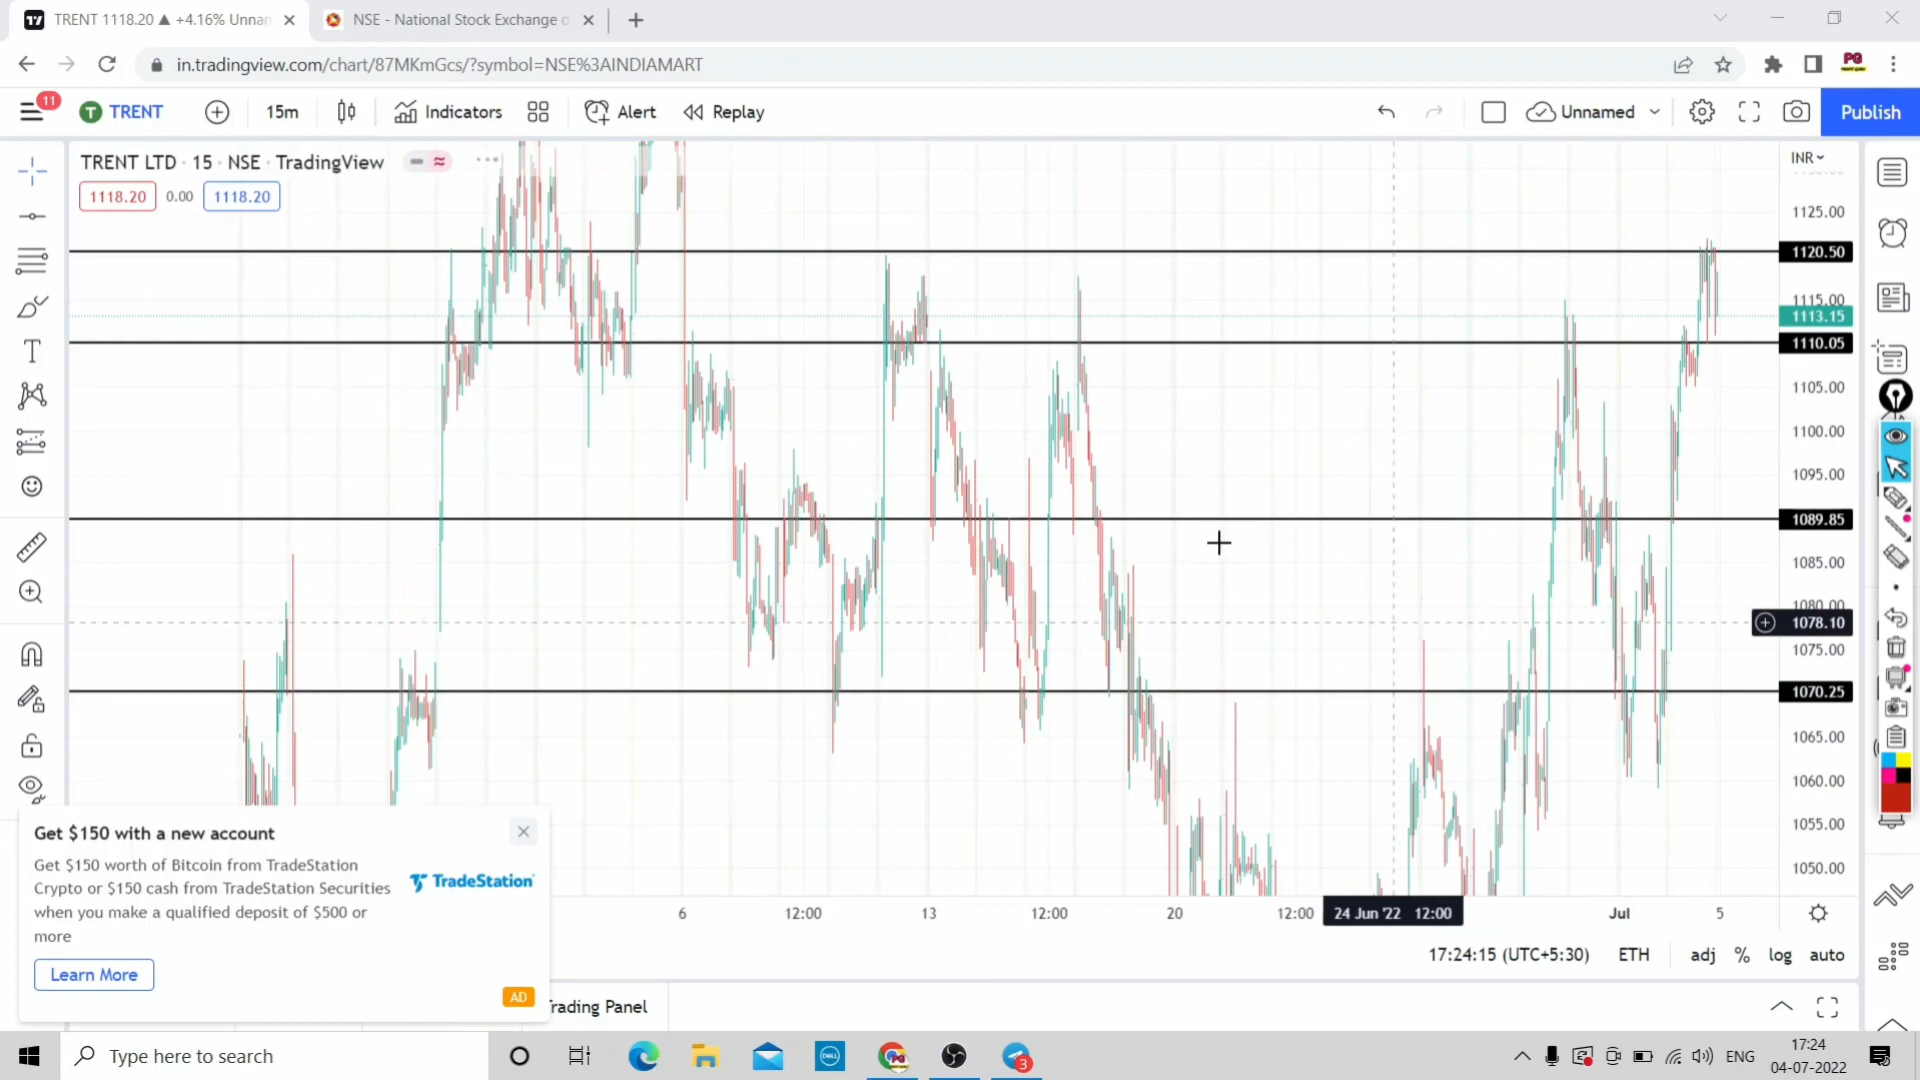 TRENT 1118.20 ▲ +4.16% Unnan
NSE - National Stock Exchange o
in.tradingview.com/chart/87MKmGcs/?symbol=NSE%3AINDIAMART
PG
11
T TRENT
15m
Indicators
Alert
Replay
Unnamed
Publish
TRENT LTD · 15 · NSE · TradingView
1118.20 0.00 1118.20
INR
1125.00
1120.50
1115.00
1113.15
1110.05
1105.00
1100.00
1095.00
1089.85
1085.00
1080.00
1078.10
1075.00
1070.25
1065.00
1060.00
1055.00
1050.00
Get $150 with a new account
Get $150 worth of Bitcoin from TradeStation
Crypto or $150 cash from TradeStation Securities
when you make a qualified deposit of $500 or
more
TradeStation
Learn More
AD
6 12:00 13 12:00 20 12:00 24 Jun '22 12:00 Jul 5
17:24:15 (UTC+5:30) ETH adj % log auto
Trading Panel
Type here to search
DELL
PG
3
ENG
17:24
04-07-2022